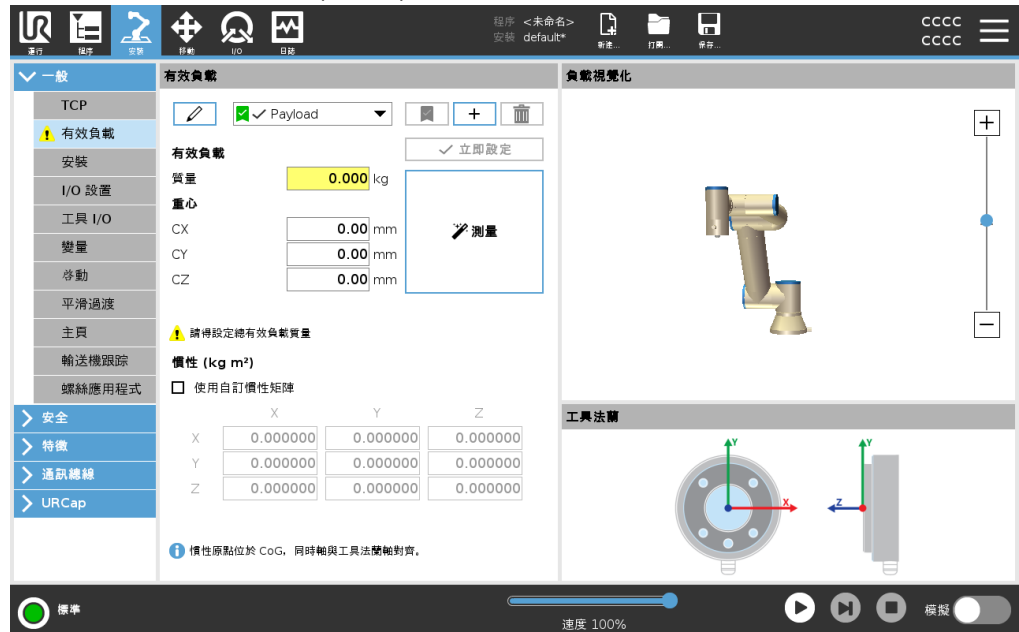 UR
運行
程序
安裝
移動
I/O
日誌
程序 <未命名>
安裝 default*
新建...
打開...
保存...
CCCC
CCCC
一般
TCP
有效負載
安裝
I/O 設置
工具 I/O
變量
啓動
平滑過渡
主頁
輸送機跟踪
螺絲應用程式
安全
特徵
通訊總線
URCap
有效負載
Payload
立即設定
有效負載
質量 0.000 kg
重心
CX 0.00 mm
CY 0.00 mm
CZ 0.00 mm
測量
請得設定總有效負載質量
慣性 (kg m²)
使用自訂慣性矩陣
X Y Z
X 0.000000 0.000000 0.000000
Y 0.000000 0.000000 0.000000
Z 0.000000 0.000000 0.000000
慣性原點位於 CoG，同時軸與工具法蘭軸對齊。
負載視覺化
工具法蘭
Y
X
Y
Z
標準
速度 100%
模擬